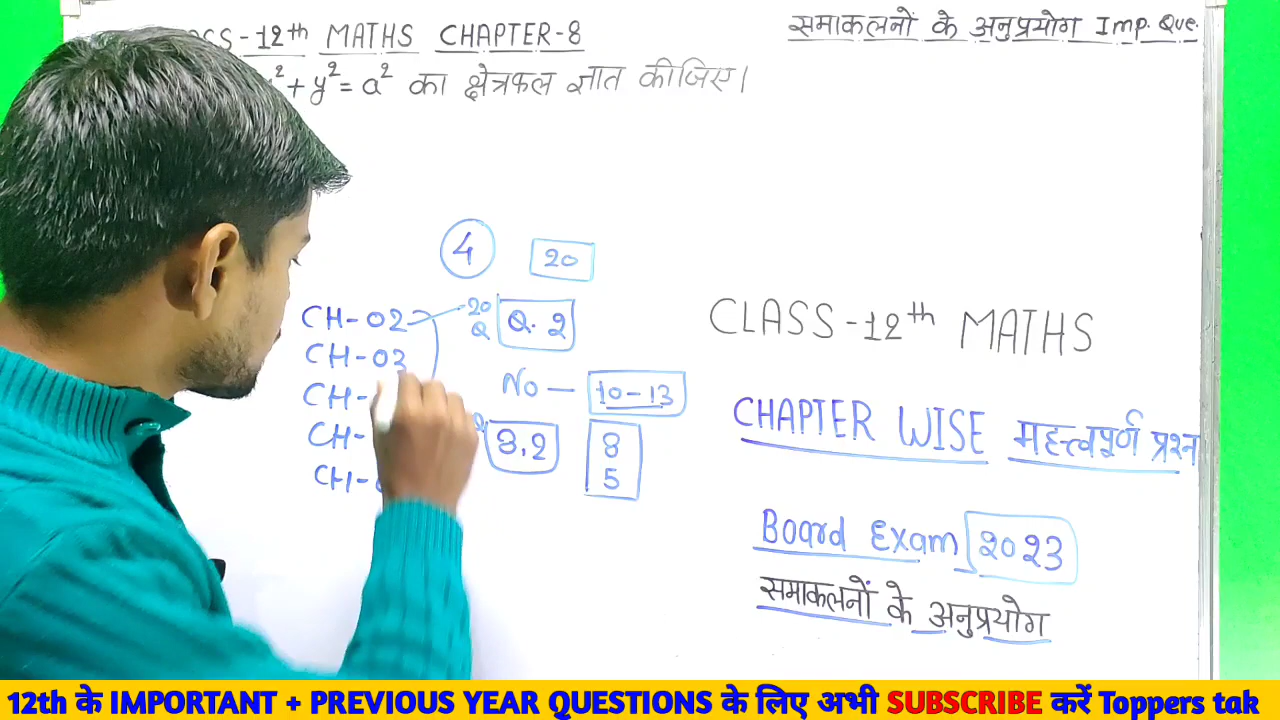 SS-12th MATHS CHAPTER-8
समाकलनों के अनुप्रयोग Imp. Que.
+ y²= a² का क्षेत्रफल ज्ञात कीजिए।
4 20
CH-02 20 Q Q. 2
CH-03
No — 10-13
CH-
CH- 8.2 8
CH- 5
CLASS-12th MATHS
CHAPTER WISE महत्त्वपूर्ण प्रश्न
Board Exam 2023
समाकलनों के अनुप्रयोग
12th के IMPORTANT + PREVIOUS YEAR QUESTIONS के लिए अभी SUBSCRIBE करें Toppers tak